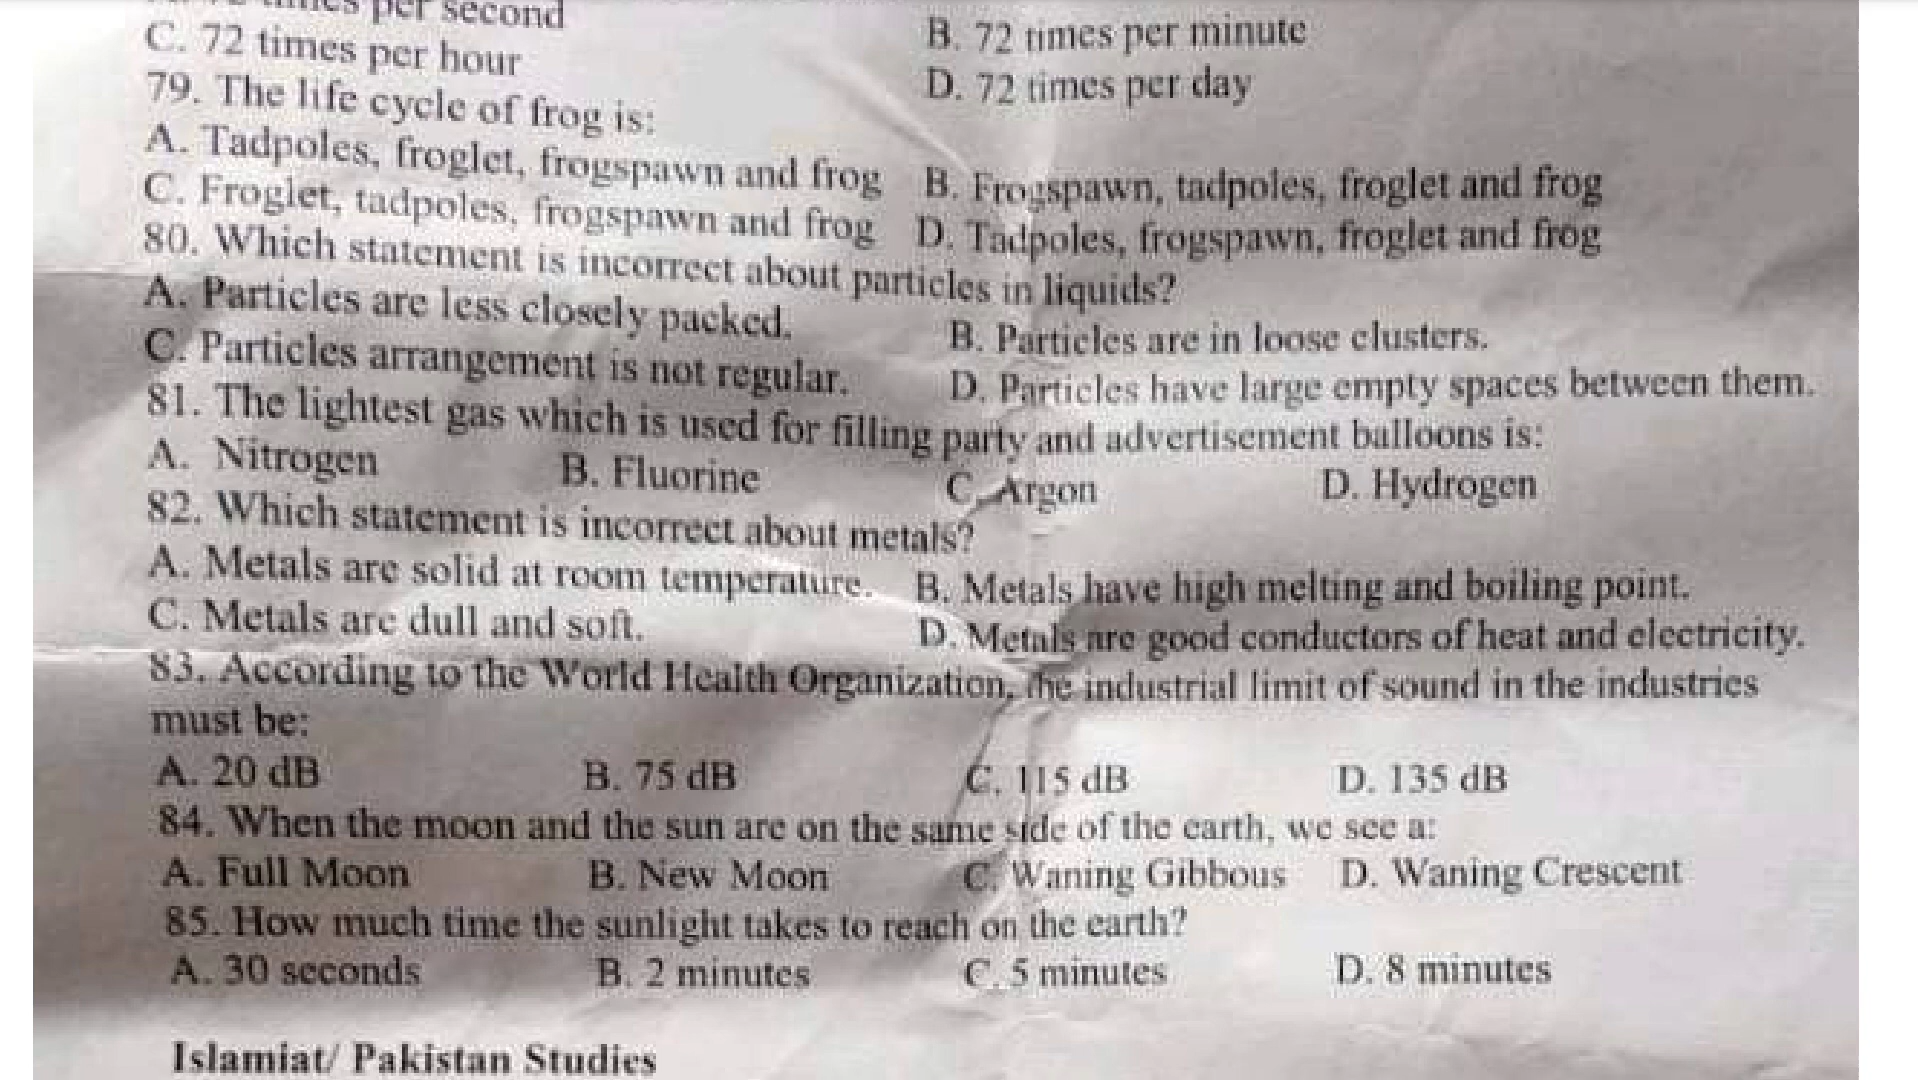 per second
B. 72 times per minute
C. 72 times per hour
D. 72 times per day
79. The life cycle of frog is:
A. Tadpoles, froglet, frogspawn and frog B. Frogspawn, tadpoles, froglet and frog
C. Froglet, tadpoles, frogspawn and frog D. Tadpoles, frogspawn, froglet and frog
80. Which statement is incorrect about particles in liquids?
A. Particles are less closely packed. B. Particles are in loose clusters.
C. Particles arrangement is not regular. D. Particles have large empty spaces between them.
81. The lightest gas which is used for filling party and advertisement balloons is:
A. Nitrogen B. Fluorine C. Argon D. Hydrogen
82. Which statement is incorrect about metals?
A. Metals are solid at room temperature. B. Metals have high melting and boiling point.
C. Metals are dull and soft. D. Metals are good conductors of heat and electricity.
83. According to the World Health Organization, the industrial limit of sound in the industries
must be:
A. 20 dB B. 75 dB C. 115 dB D. 135 dB
84. When the moon and the sun are on the same side of the earth, we see a:
A. Full Moon B. New Moon C. Waning Gibbous D. Waning Crescent
85. How much time the sunlight takes to reach on the earth?
A. 30 seconds B. 2 minutes C. 5 minutes D. 8 minutes
Islamiat/ Pakistan Studies